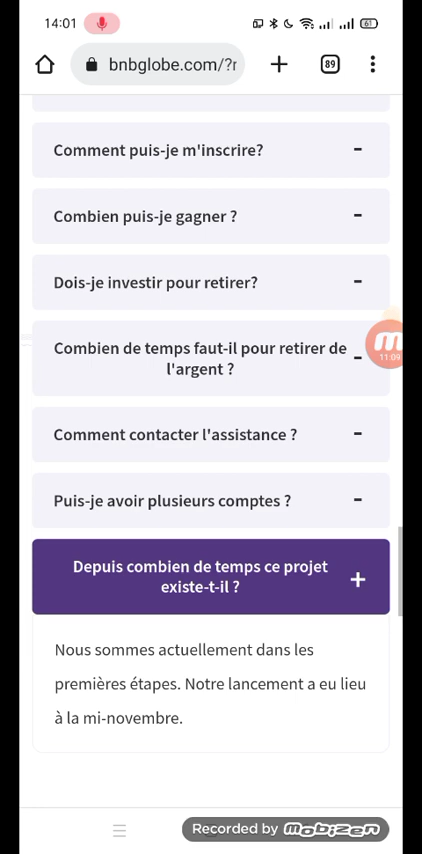 14:01
61
bnbglobe.com/?r
89
Comment puis-je m'inscrire? -
Combien puis-je gagner ? -
Dois-je investir pour retirer? -
Combien de temps faut-il pour retirer de
l'argent ? -
11:09
Comment contacter l'assistance ? -
Puis-je avoir plusieurs comptes ? -
Depuis combien de temps ce projet
existe-t-il ? +
Nous sommes actuellement dans les
premières étapes. Notre lancement a eu lieu
à la mi-novembre.
Recorded by mobizen